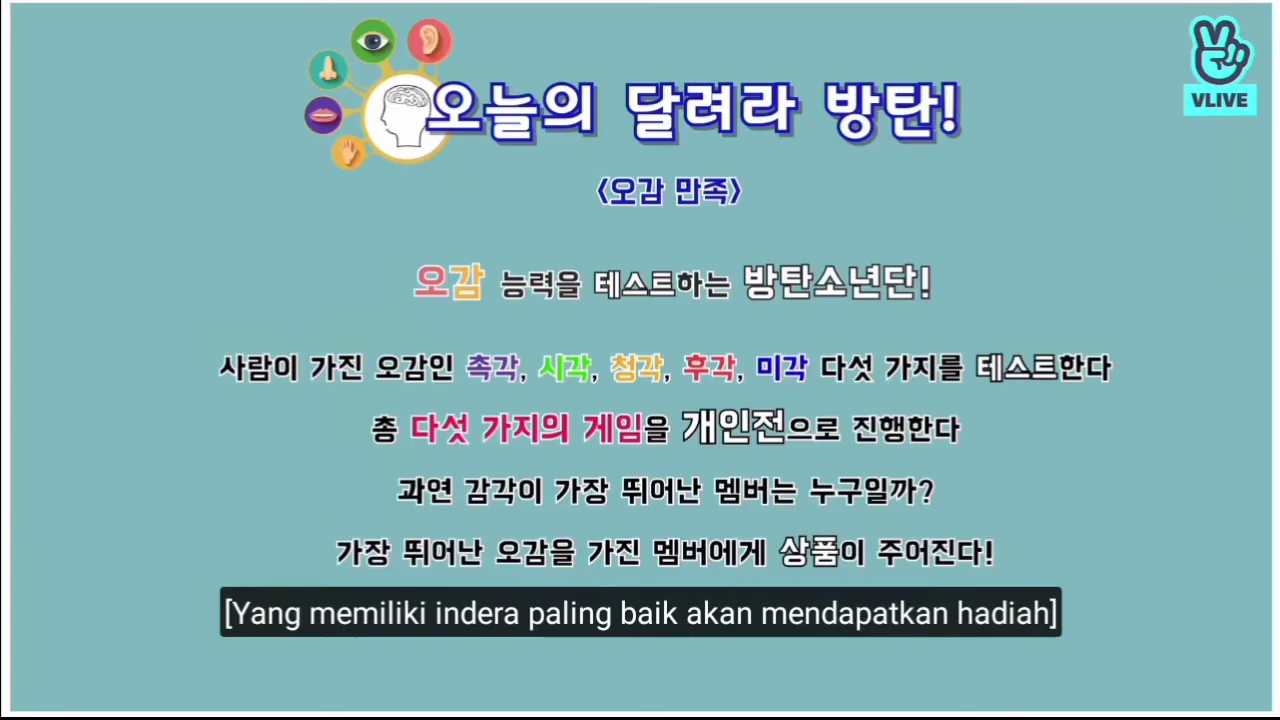 오늘의 달려라 방탄!
VLIVE
<오감 만족>
오감 능력을 테스트하는 방탄소년단!
사람이 가진 오감인 촉각, 시각, 청각, 후각, 미각 다섯 가지를 테스트한다
총 다섯 가지의 게임을 개인전으로 진행한다
과연 감각이 가장 뛰어난 멤버는 누구일까?
가장 뛰어난 오감을 가진 멤버에게 상품이 주어진다!
[Yang memiliki indera paling baik akan mendapatkan hadiah]